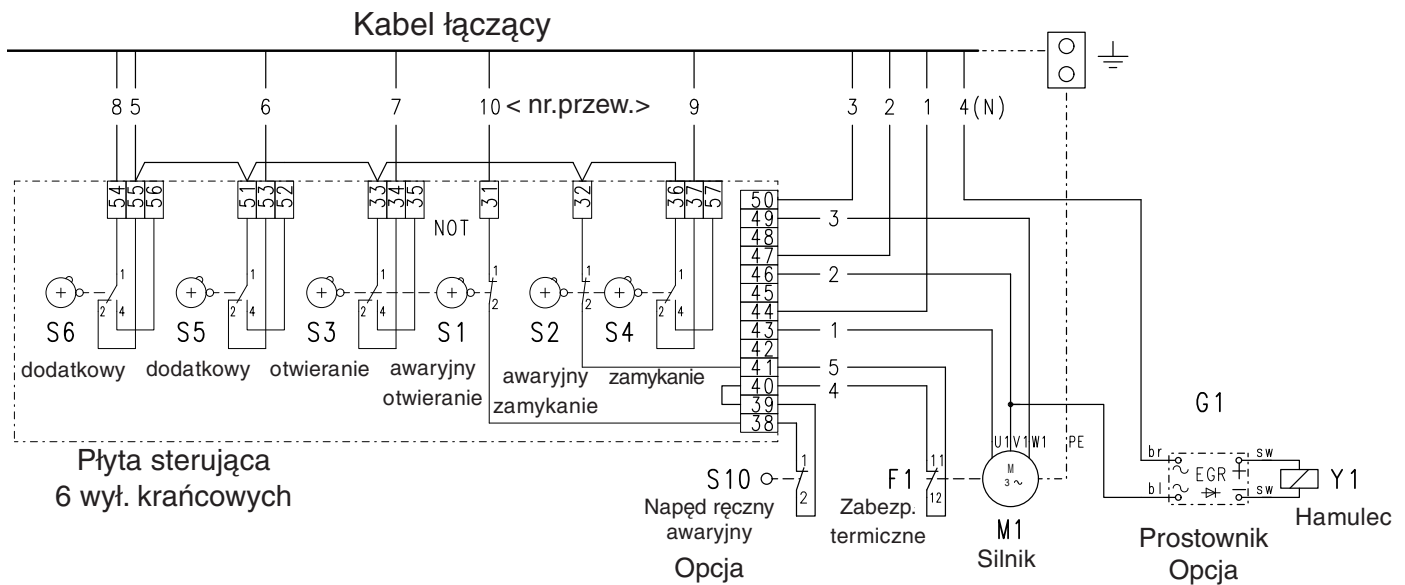 Kabel łączący
8 5 6 7 10 < nr.przew. > 9 3 2 1 4(N)
54 55 56 51 53 52 33 34 35 31 32 36 37 57
NOT
50
49 3
48
47
46 2
45
44
43 1
42
41 5
40 4
39
38
1 2 4
1 2 4
1 2 4
1 2
1 2
1 2 4
S6 S5 S3 S1 S2 S4
dodatkowy dodatkowy otwieranie awaryjny otwieranie awaryjny zamykanie zamykanie
Płyta sterująca
6 wył. krańcowych
1
S10
2
Napęd ręczny
awaryjny
Opcja
11
F1
12
Zabezp.
termiczne
U1 V1 W1 PE
M
3 ~
M1
Silnik
G1
br sw
EGR + Y1
bl sw
Hamulec
Prostownik
Opcja